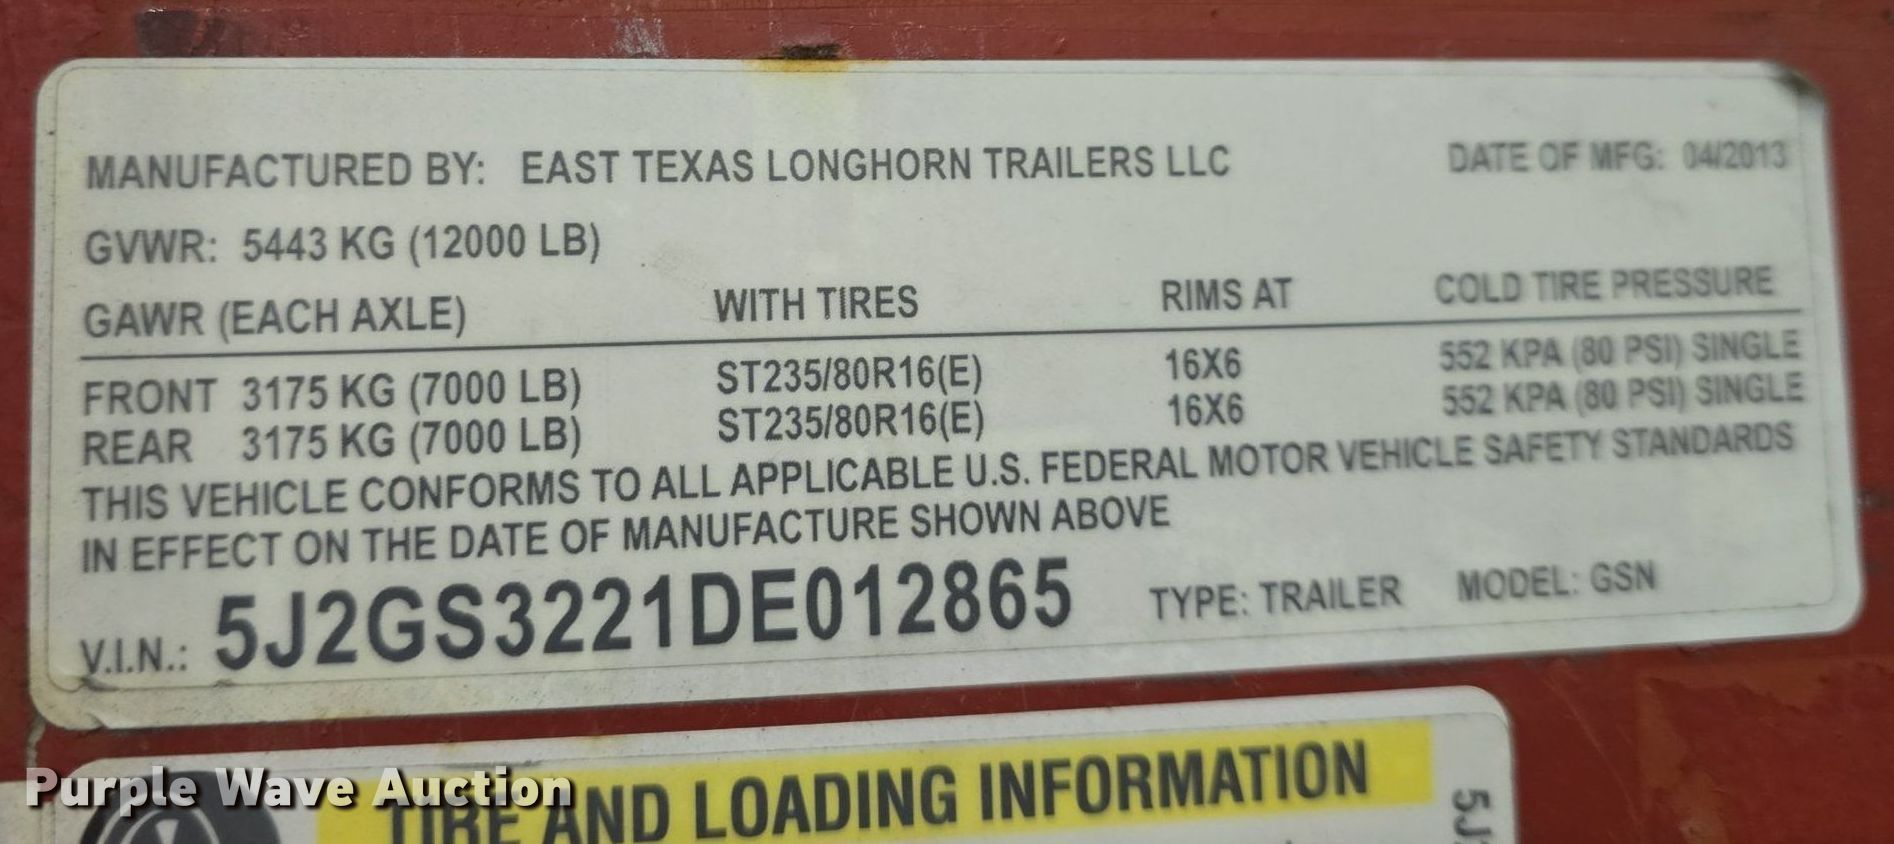 MANUFACTURED BY: EAST TEXAS LONGHORN TRAILERS LLC DATE OF MFG: 04/2013
GVWR: 5443 KG (12000 LB)
GAWR (EACH AXLE) WITH TIRES RIMS AT COLD TIRE PRESSURE
FRONT 3175 KG (7000 LB) ST235/80R16(E) 16X6 552 KPA (80 PSI) SINGLE
REAR 3175 KG (7000 LB) ST235/80R16(E) 16X6 552 KPA (80 PSI) SINGLE
THIS VEHICLE CONFORMS TO ALL APPLICABLE U.S. FEDERAL MOTOR VEHICLE SAFETY STANDARDS
IN EFFECT ON THE DATE OF MANUFACTURE SHOWN ABOVE
V.I.N.: 5J2GS3221DE012865 TYPE: TRAILER MODEL: GSN
TIRE AND LOADING INFORMATION
5J
Purple Wave Auction